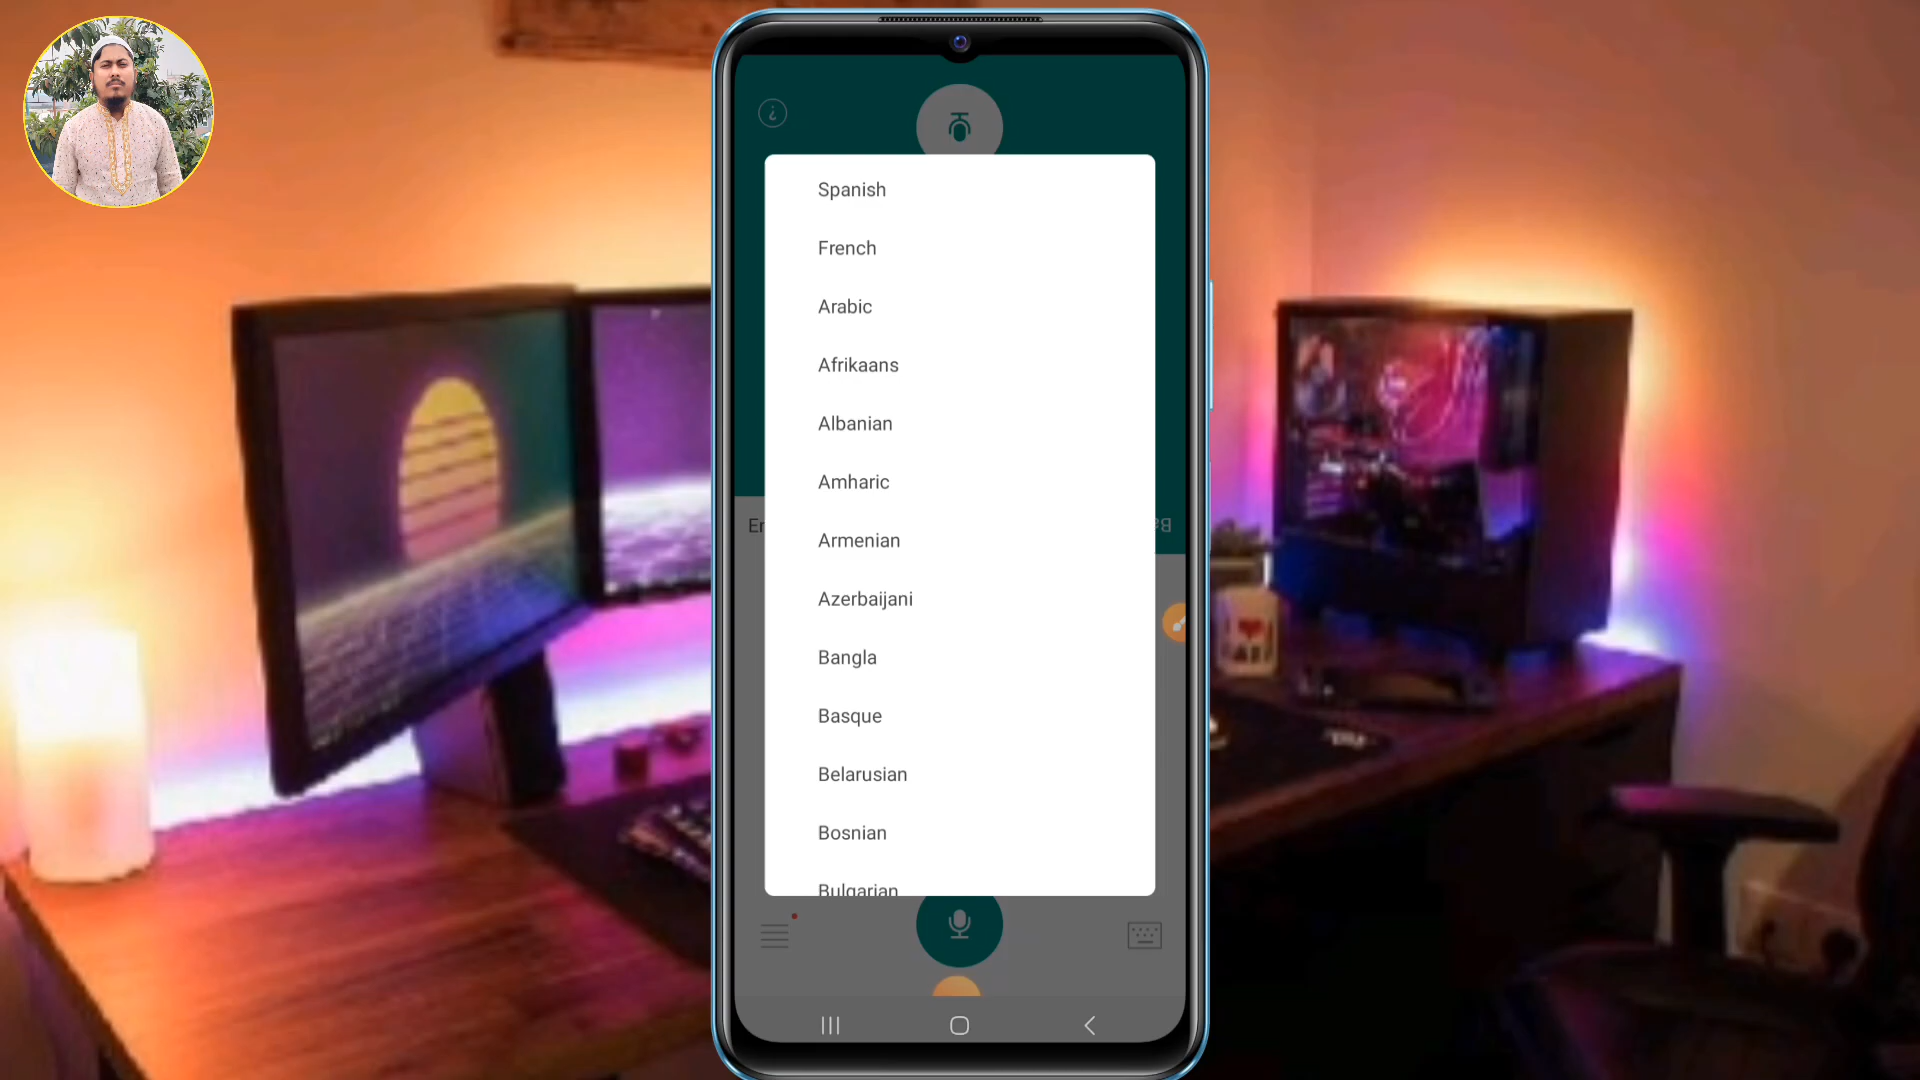 Spanish
French
Arabic
Afrikaans
Albanian
Amharic
Armenian
Azerbaijani
Bangla
Basque
Belarusian
Bosnian
Bulgarian